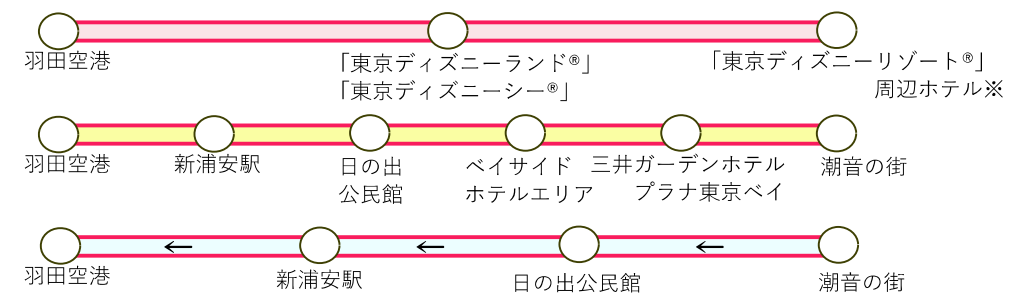 羽田空港
「東京ディズニーランド®」
「東京ディズニーシー®」
「東京ディズニーリゾート®」
周辺ホテル※
羽田空港
新浦安駅
日の出
公民館
ベイサイド
ホテルエリア
三井ガーデンホテル
プラナ東京ベイ
潮音の街
←
←
←
羽田空港
新浦安駅
日の出公民館
潮音の街